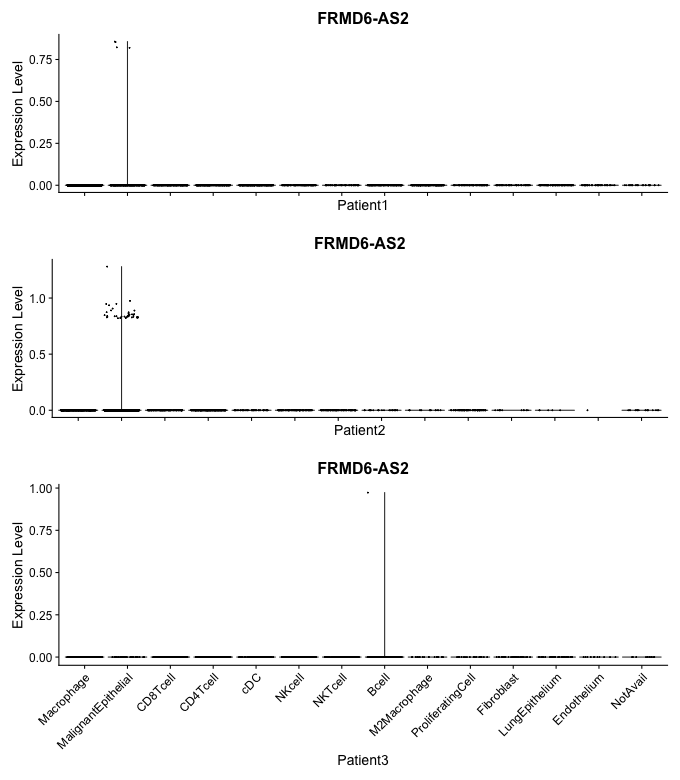 FRMD6-AS2
Expression Level
0.75
0.50
0.25
0.00
Patient1
FRMD6-AS2
Expression Level
1.0
0.5
0.0
Patient2
FRMD6-AS2
Expression Level
1.00
0.75
0.50
0.25
0.00
Macrophage
MalignantEpithelial
CD8Tcell
CD4Tcell
cDC
NKcell
NKTcell
Bcell
M2Macrophage
ProliferatingCell
Fibroblast
LungEpithelium
Endothelium
NotAvail
Patient3